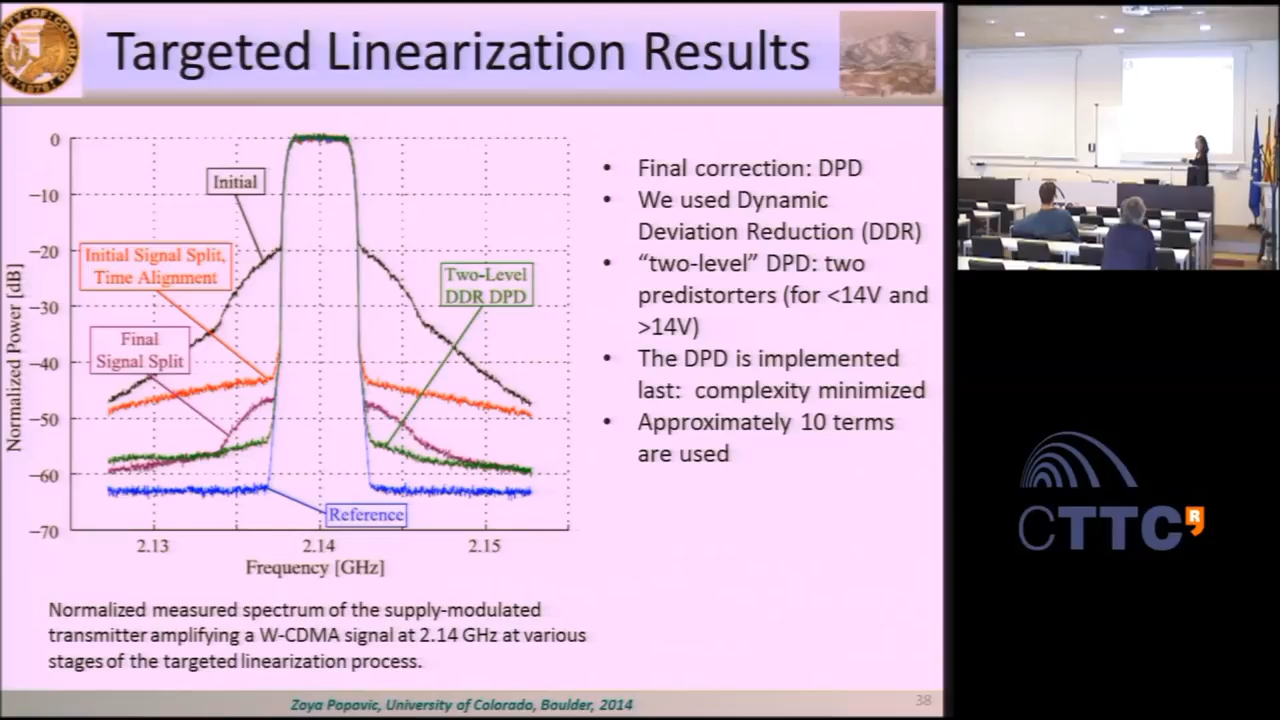 Targeted Linearization Results
0
−10
−20
−30
−40
−50
−60
−70
Normalized Power [dB]
Initial
Initial Signal Split,
Time Alignment
Final
Signal Split
Two-Level
DDR DPD
Reference
2.13
2.14
2.15
Frequency [GHz]
• Final correction: DPD
• We used Dynamic
Deviation Reduction (DDR)
• “two-level” DPD: two
predistorters (for <14V and
>14V)
• The DPD is implemented
last: complexity minimized
• Approximately 10 terms
are used
Normalized measured spectrum of the supply-modulated
transmitter amplifying a W-CDMA signal at 2.14 GHz at various
stages of the targeted linearization process.
Zoya Popovic, University of Colorado, Boulder, 2014
38
CTTC
R